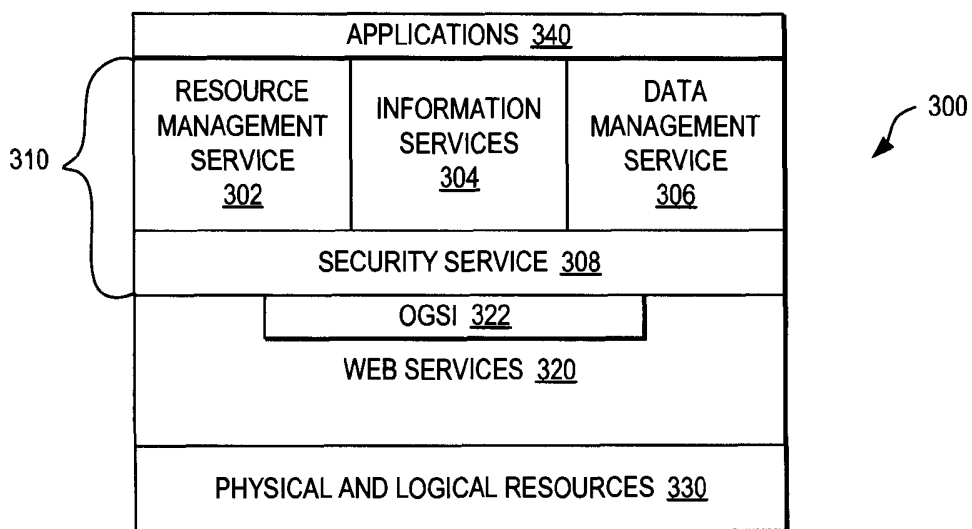 APPLICATIONS 340
RESOURCE
MANAGEMENT
SERVICE
302
INFORMATION
SERVICES
304
DATA
MANAGEMENT
SERVICE
306
300
310
SECURITY SERVICE 308
OGSI 322
WEB SERVICES 320
PHYSICAL AND LOGICAL RESOURCES 330